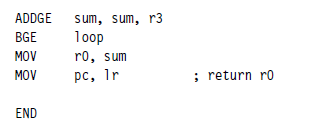 ADDGE sum, sum, r3
BGE loop
MOV r0, sum
MOV pc, lr ; return r0
END